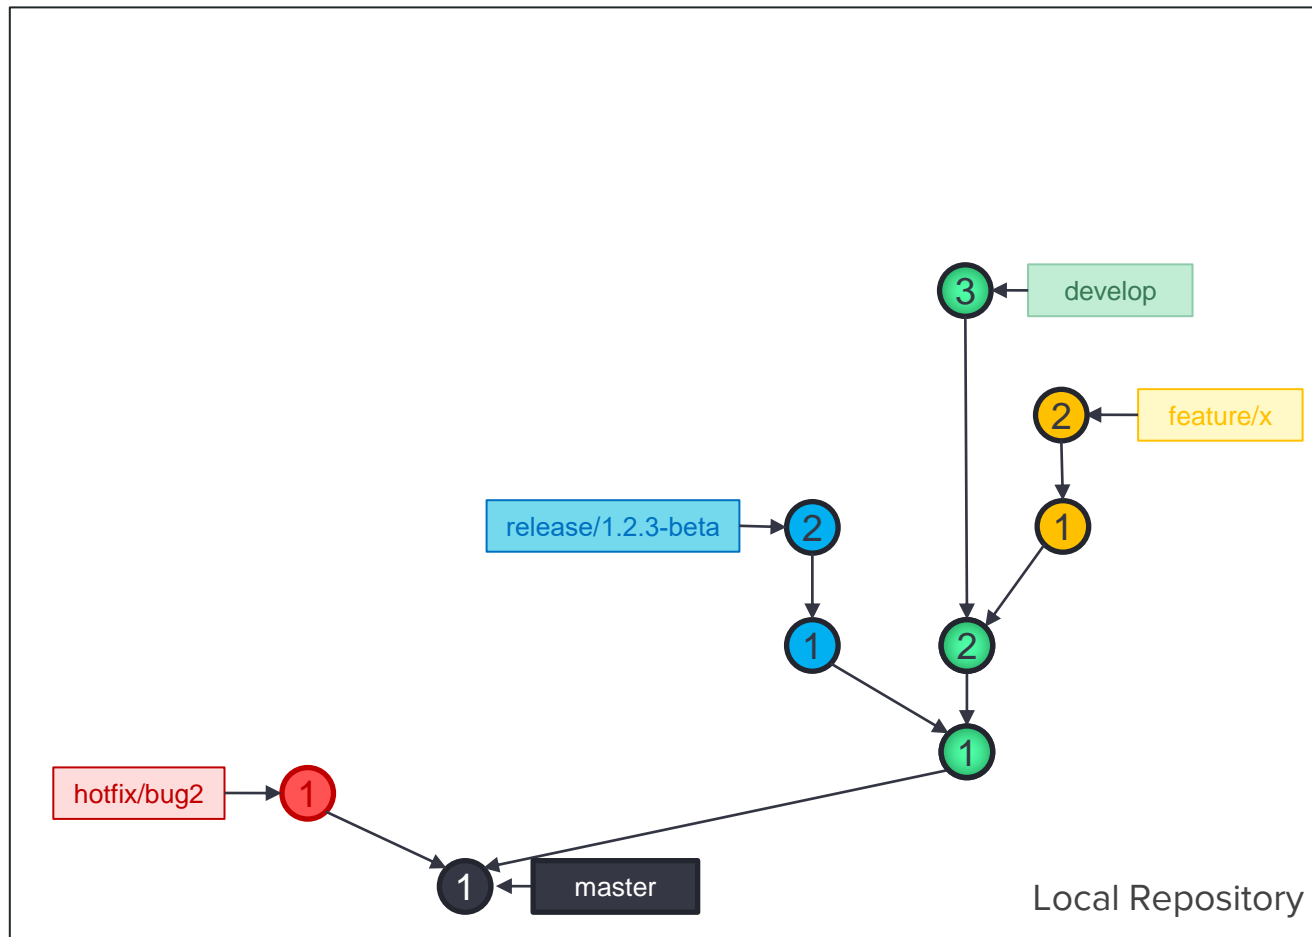 3
develop
2
feature/x
release/1.2.3-beta
2
1
1
2
1
hotfix/bug2
1
1
master
Local Repository